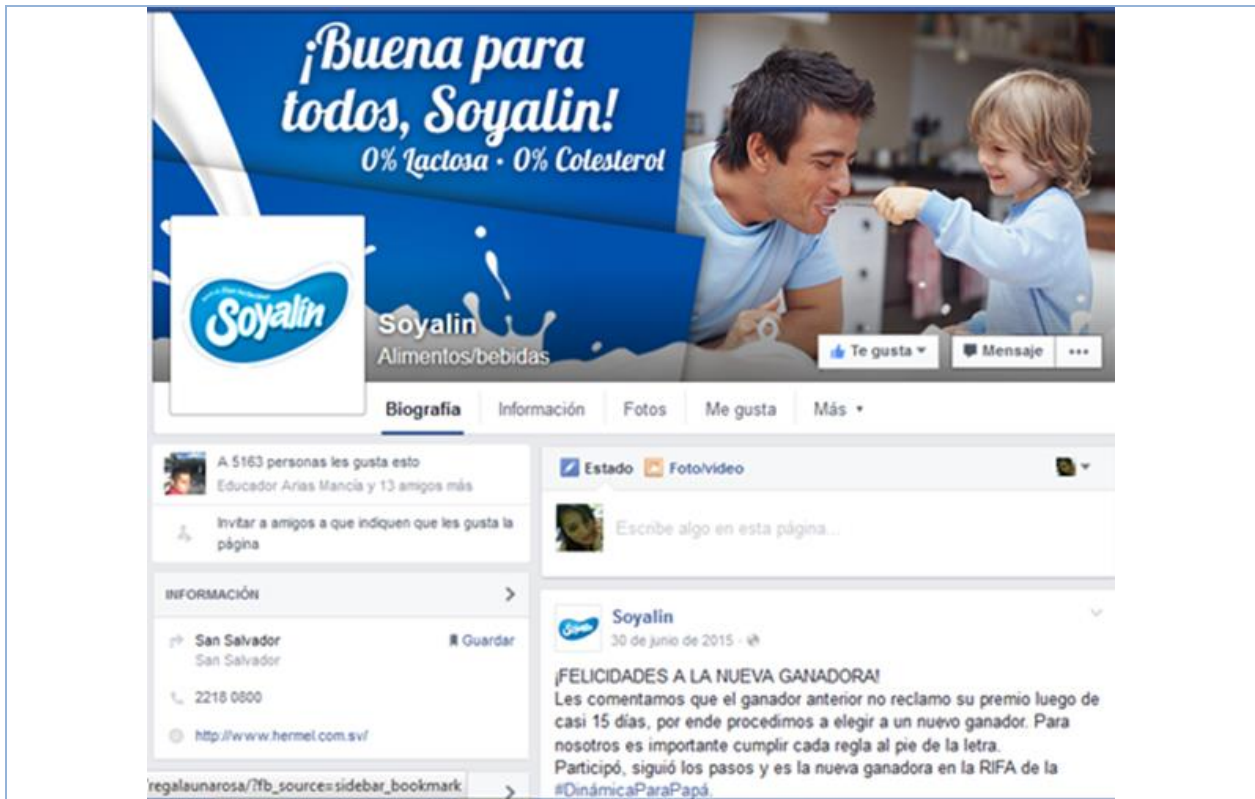 ¡Buena para
todos, Soyalin!
0% Lactosa · 0% Colesterol
Soyalín
Soyalin
Alimentos/bebidas
Te gusta
Mensaje
Biografía
Información
Fotos
Me gusta
Más
A 5163 personas les gusta esto
Educador Arias Mancía y 13 amigos más
Invitar a amigos a que indiquen que les gusta la
página
INFORMACIÓN
San Salvador
Guardar
San Salvador
2218 0800
http://www.hermel.com.sv/
/regalaunarosa/?fb_source=sidebar_bookmark
Estado
Foto/video
Escribe algo en esta página...
Soyalin
30 de junio de 2015 ·
¡FELICIDADES A LA NUEVA GANADORA!
Les comentamos que el ganador anterior no reclamo su premio luego de
casi 15 días, por ende procedimos a elegir a un nuevo ganador. Para
nosotros es importante cumplir cada regla al pie de la letra.
Participó, siguió los pasos y es la nueva ganadora en la RIFA de la
#DinámicaParaPapá.